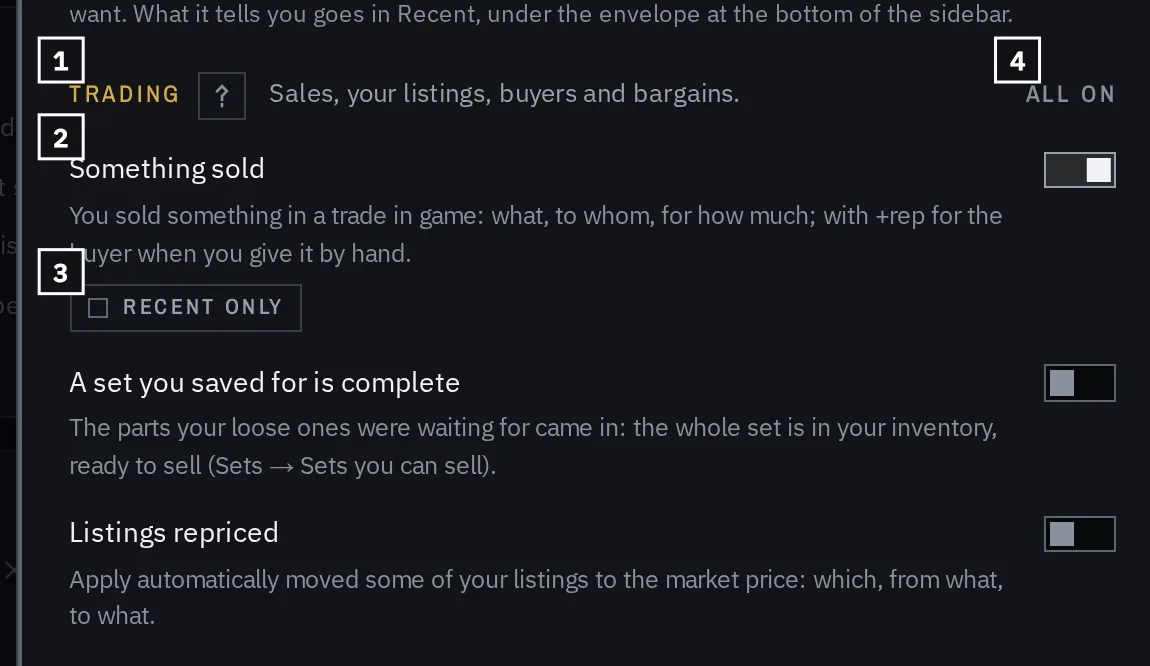 want. What it tells you goes in Recent, under the envelope at the bottom of the sidebar.
1
4
TRADING ? Sales, your listings, buyers and bargains. ALL ON
2
Something sold
You sold something in a trade in game: what, to whom, for how much; with +rep for the
buyer when you give it by hand.
3
RECENT ONLY
A set you saved for is complete
The parts your loose ones were waiting for came in: the whole set is in your inventory,
ready to sell (Sets → Sets you can sell).
Listings repriced
Apply automatically moved some of your listings to the market price: which, from what,
to what.